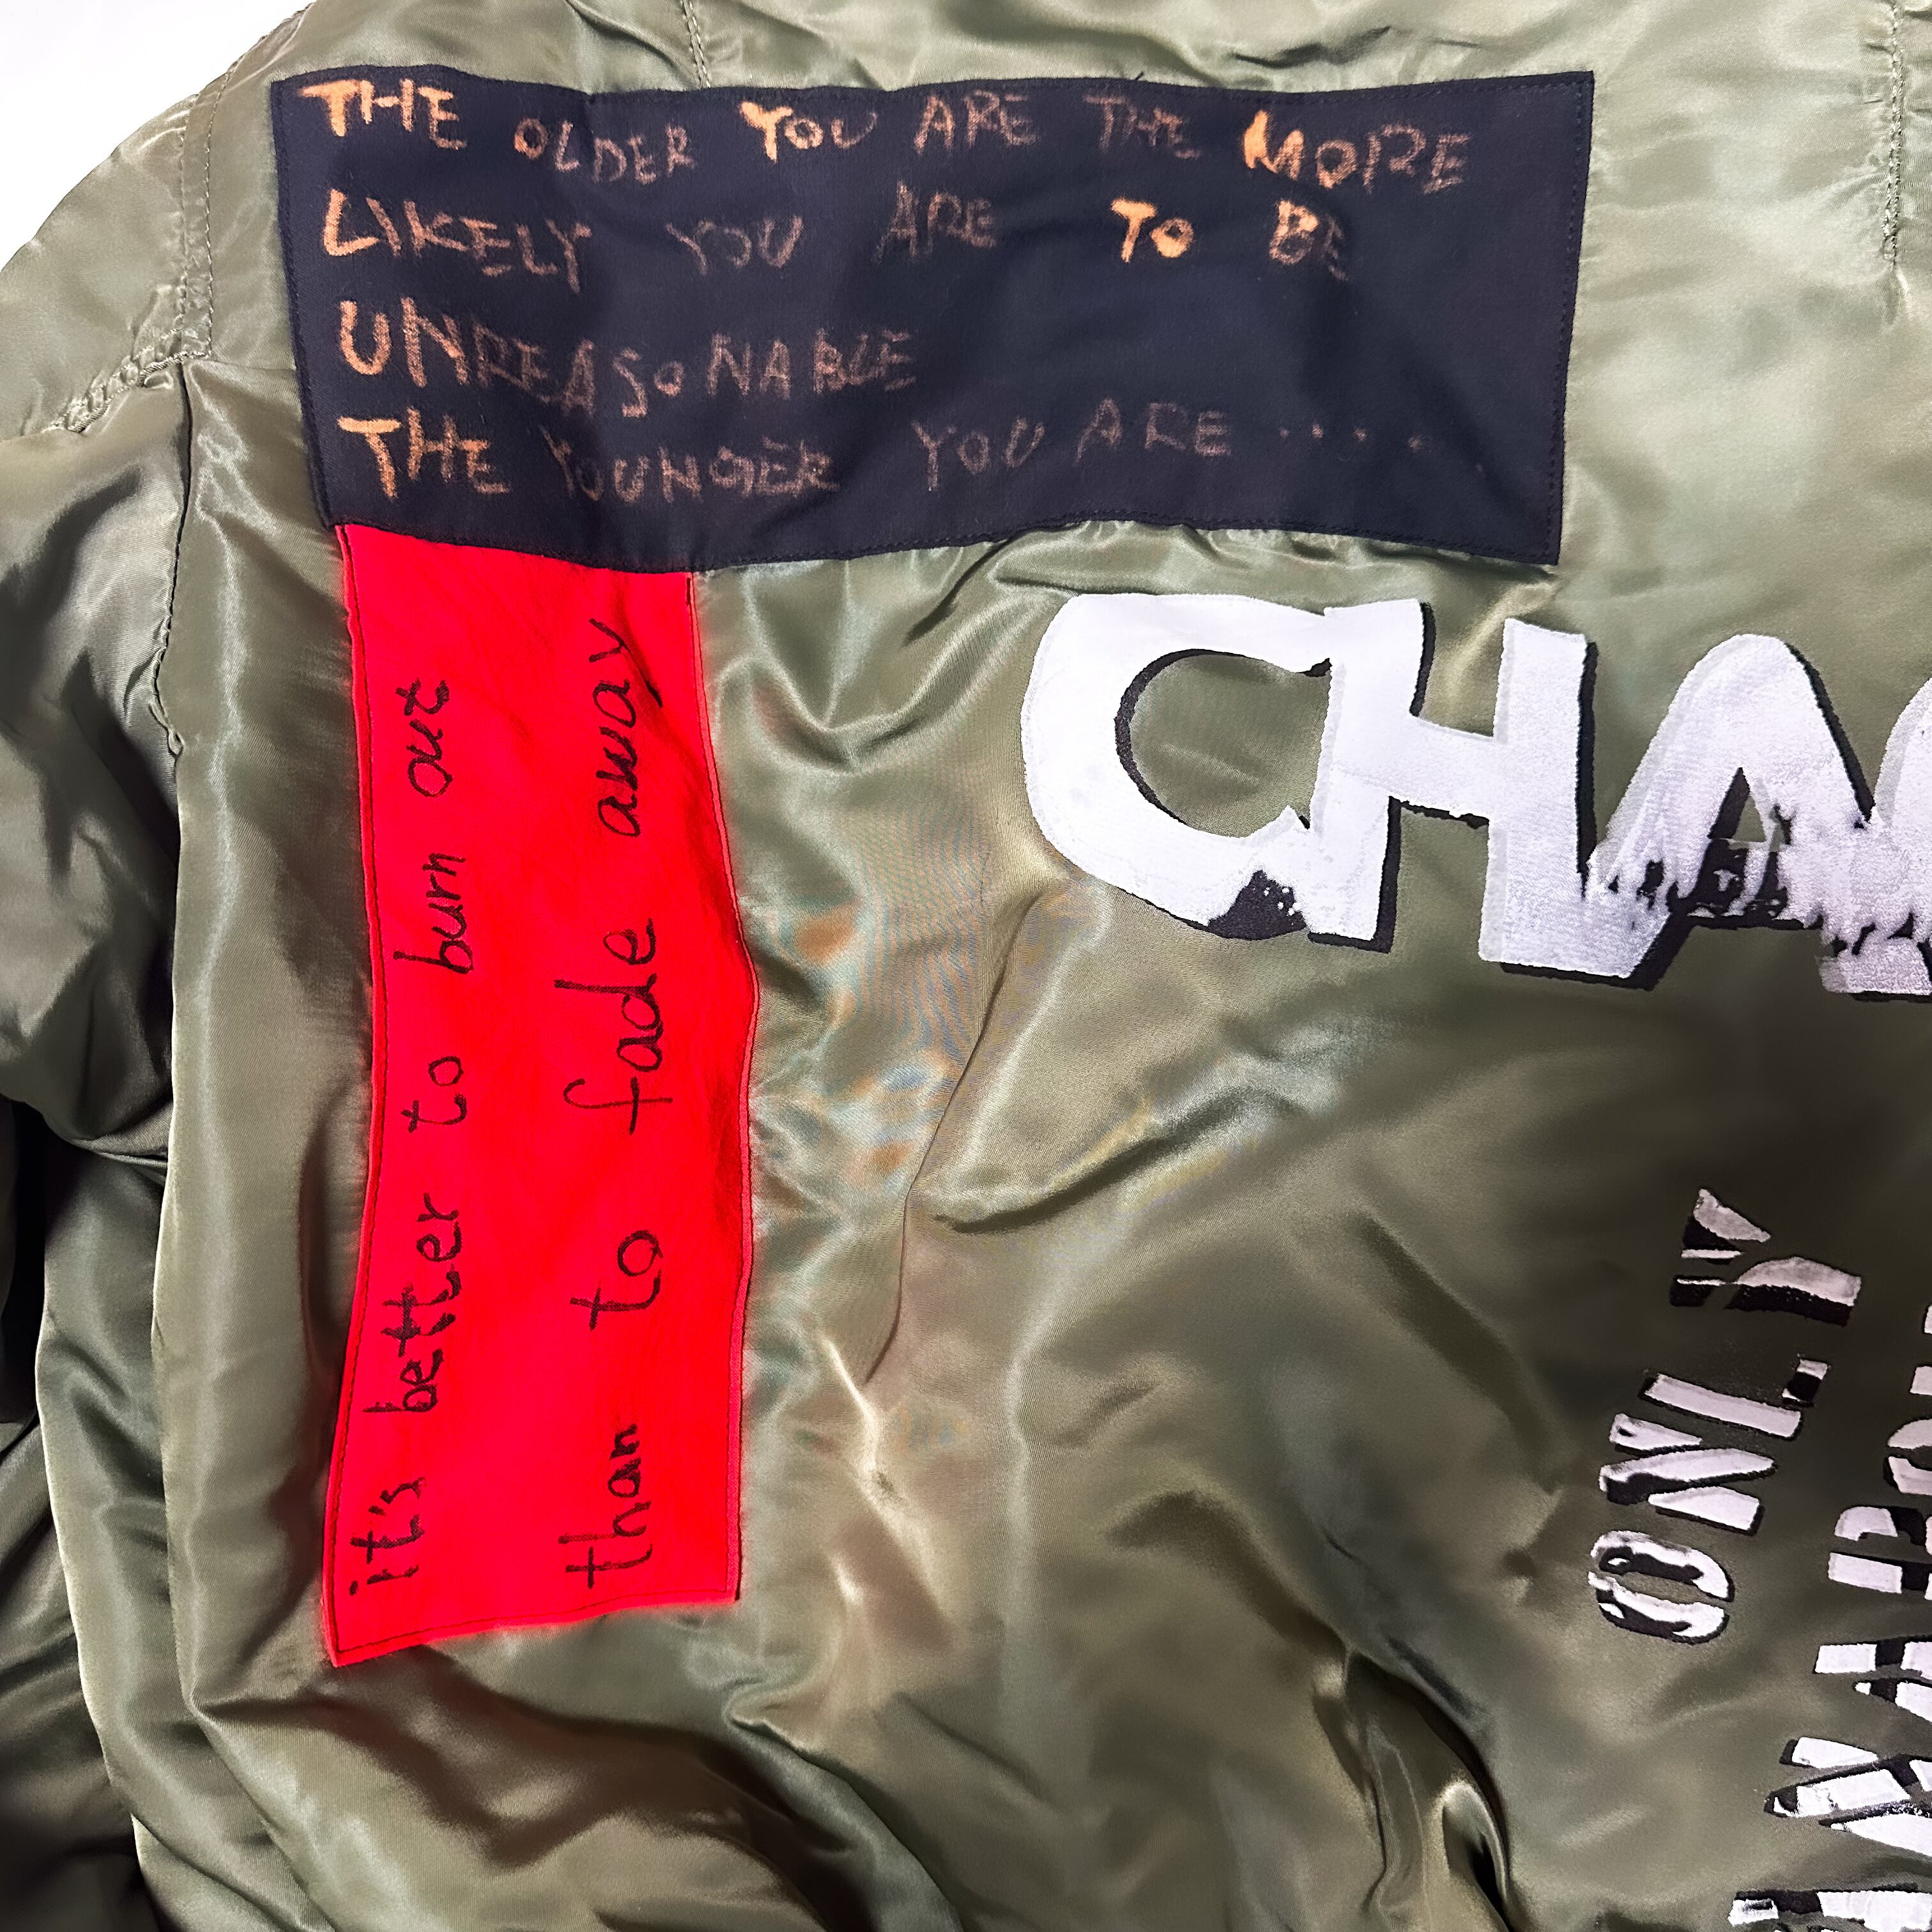 THE OLDER YOU ARE THE MORE
LIKELY YOU ARE TO BE
UNREASONABLE
THE YOUNGER YOU ARE .....
it's better to burn out
than to fade away
CHA
ONLY